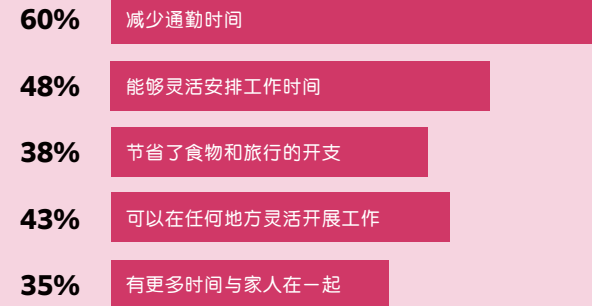 60% 减少通勤时间
48% 能够灵活安排工作时间
38% 节省了食物和旅行的开支
43% 可以在任何地方灵活开展工作
35% 有更多时间与家人在一起